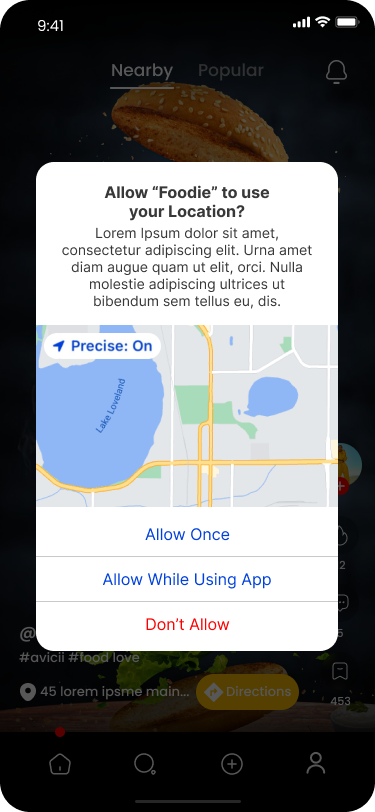 9:41
Nearby Popular
Allow “Foodie” to use
your Location?
Lorem Ipsum dolor sit amet,
consectetur adipiscing elit. Urna amet
diam augue quam ut elit, orci. Nulla
molestie adipiscing ultrices ut
bibendum sem tellus eu, dis.
Precise: On
Lake Loveland
Allow Once
Allow While Using App
Don’t Allow
@
#avicii #food love
45 lorem ipsme main... Directions
453